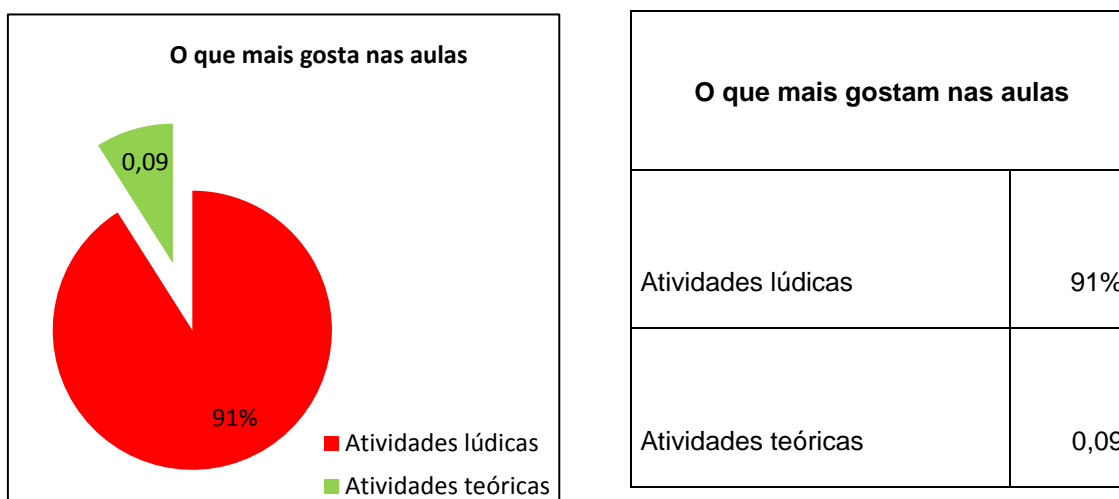 O que mais gosta nas aulas
0,09
91%
Atividades lúdicas
Atividades teóricas
O que mais gostam nas aulas
Atividades lúdicas 91%
Atividades teóricas 0,09